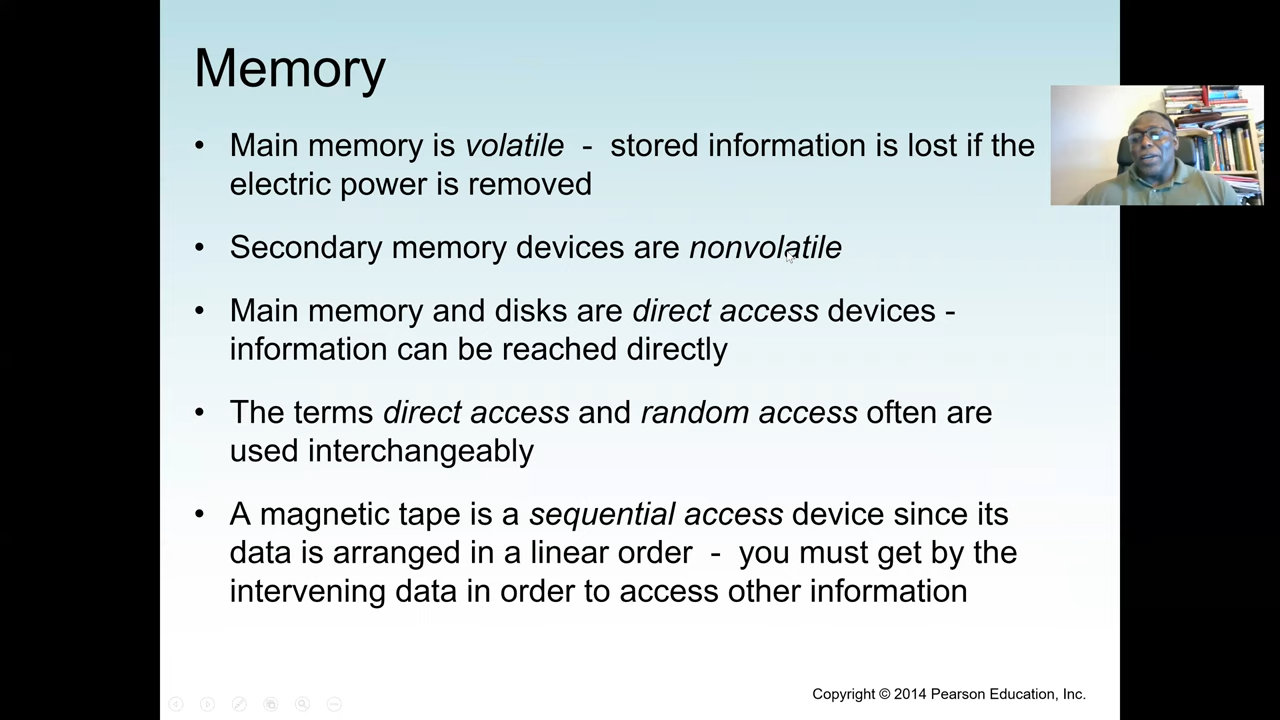 Memory
• Main memory is volatile - stored information is lost if the
electric power is removed
• Secondary memory devices are nonvolatile
• Main memory and disks are direct access devices -
information can be reached directly
• The terms direct access and random access often are
used interchangeably
• A magnetic tape is a sequential access device since its
data is arranged in a linear order - you must get by the
intervening data in order to access other information
Copyright © 2014 Pearson Education, Inc.